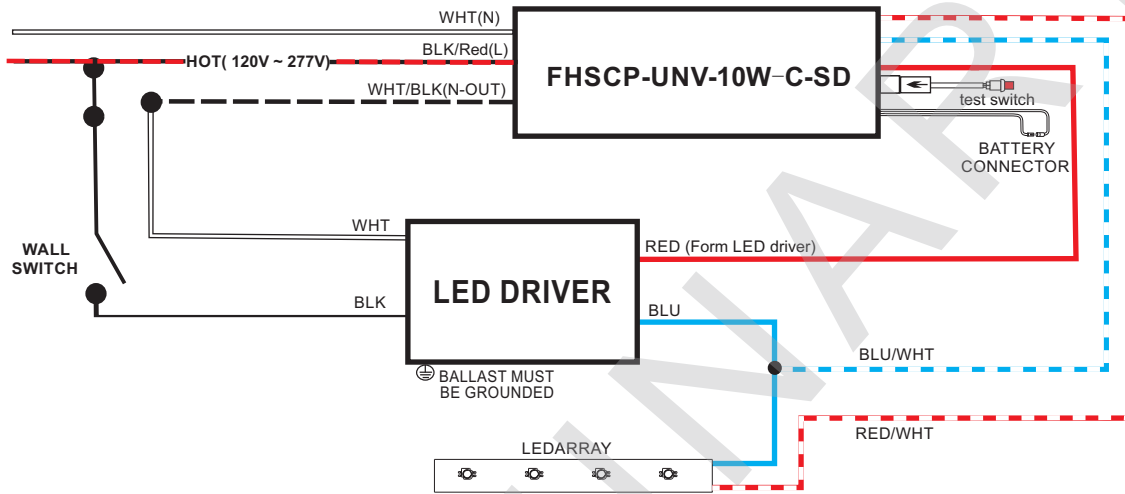 WHT(N)
BLK/Red(L)
HOT( 120V ~ 277V)
WHT/BLK(N-OUT)
FHSCP-UNV-10W-C-SD
test switch
BATTERY
CONNECTOR
WHT
RED (Form LED driver)
WALL
SWITCH
LED DRIVER
BLK
BLU
BLU/WHT
BALLAST MUST
BE GROUNDED
RED/WHT
LEDARRAY
INAR